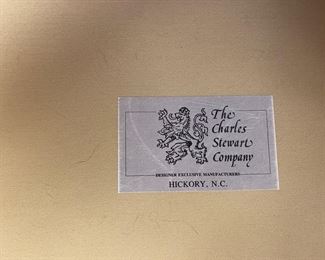 The
Charles
Stewart
Company
DESIGNER EXCLUSIVE MANUFACTURERS
HICKORY, N.C.